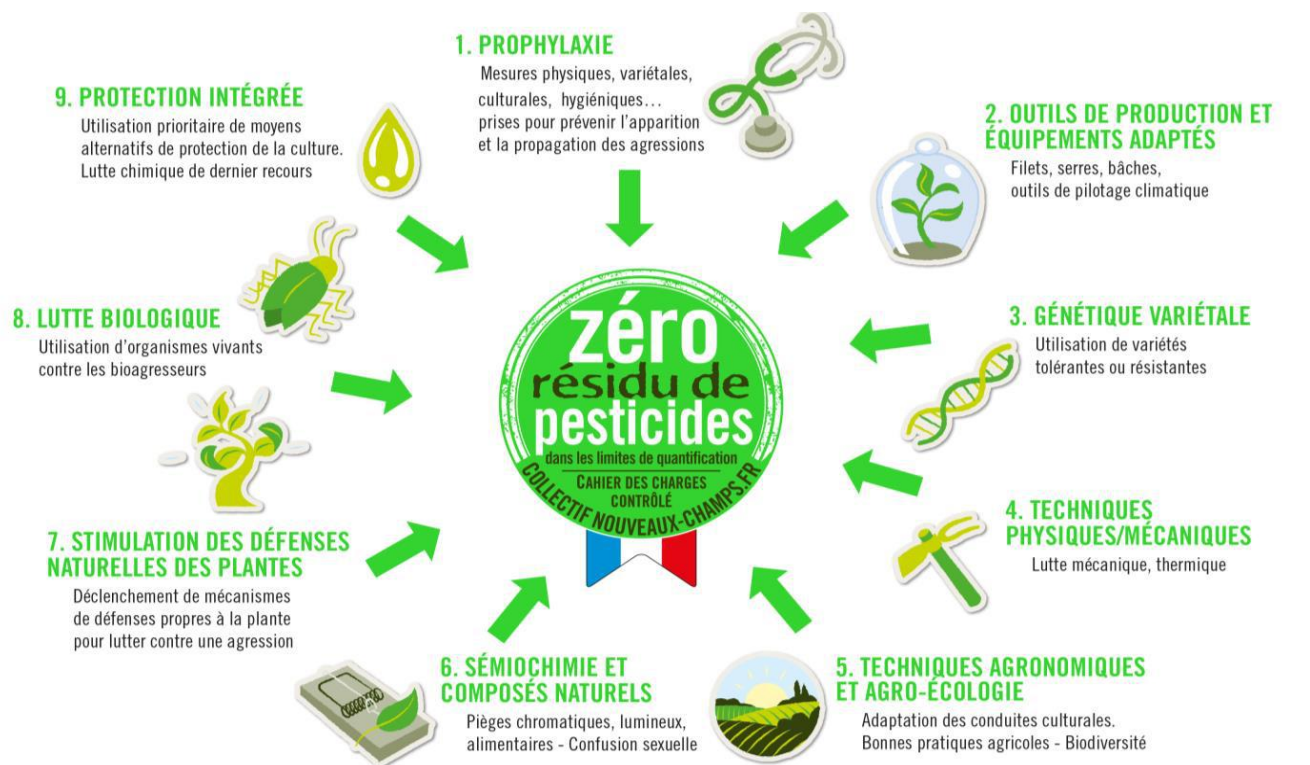 1. PROPHYLAXIE
Mesures physiques, variétales,
culturales, hygiéniques...
prises pour prévenir l'apparition
et la propagation des agressions
2. OUTILS DE PRODUCTION ET
ÉQUIPEMENTS ADAPTÉS
Filets, serres, bâches,
outils de pilotage climatique
3. GÉNÉTIQUE VARIÉTALE
Utilisation de variétés
tolérantes ou résistantes
4. TECHNIQUES
PHYSIQUES/MÉCANIQUES
Lutte mécanique, thermique
5. TECHNIQUES AGRONOMIQUES
ET AGRO-ÉCOLOGIE
Adaptation des conduites culturales.
Bonnes pratiques agricoles - Biodiversité
6. SÉMIOCHIMIE ET
COMPOSÉS NATURELS
Pièges chromatiques, lumineux,
alimentaires - Confusion sexuelle
7. STIMULATION DES DÉFENSES
NATURELLES DES PLANTES
Déclenchement de mécanismes
de défenses propres à la plante
pour lutter contre une agression
8. LUTTE BIOLOGIQUE
Utilisation d'organismes vivants
contre les bioagresseurs
9. PROTECTION INTÉGRÉE
Utilisation prioritaire de moyens
alternatifs de protection de la culture.
Lutte chimique de dernier recours
zéro
résidu de
pesticides
dans les limites de quantification
CAHIER DES CHARGES
CONTRÔLÉ
COLLECTIF NOUVEAUX-CHAMPS.FR